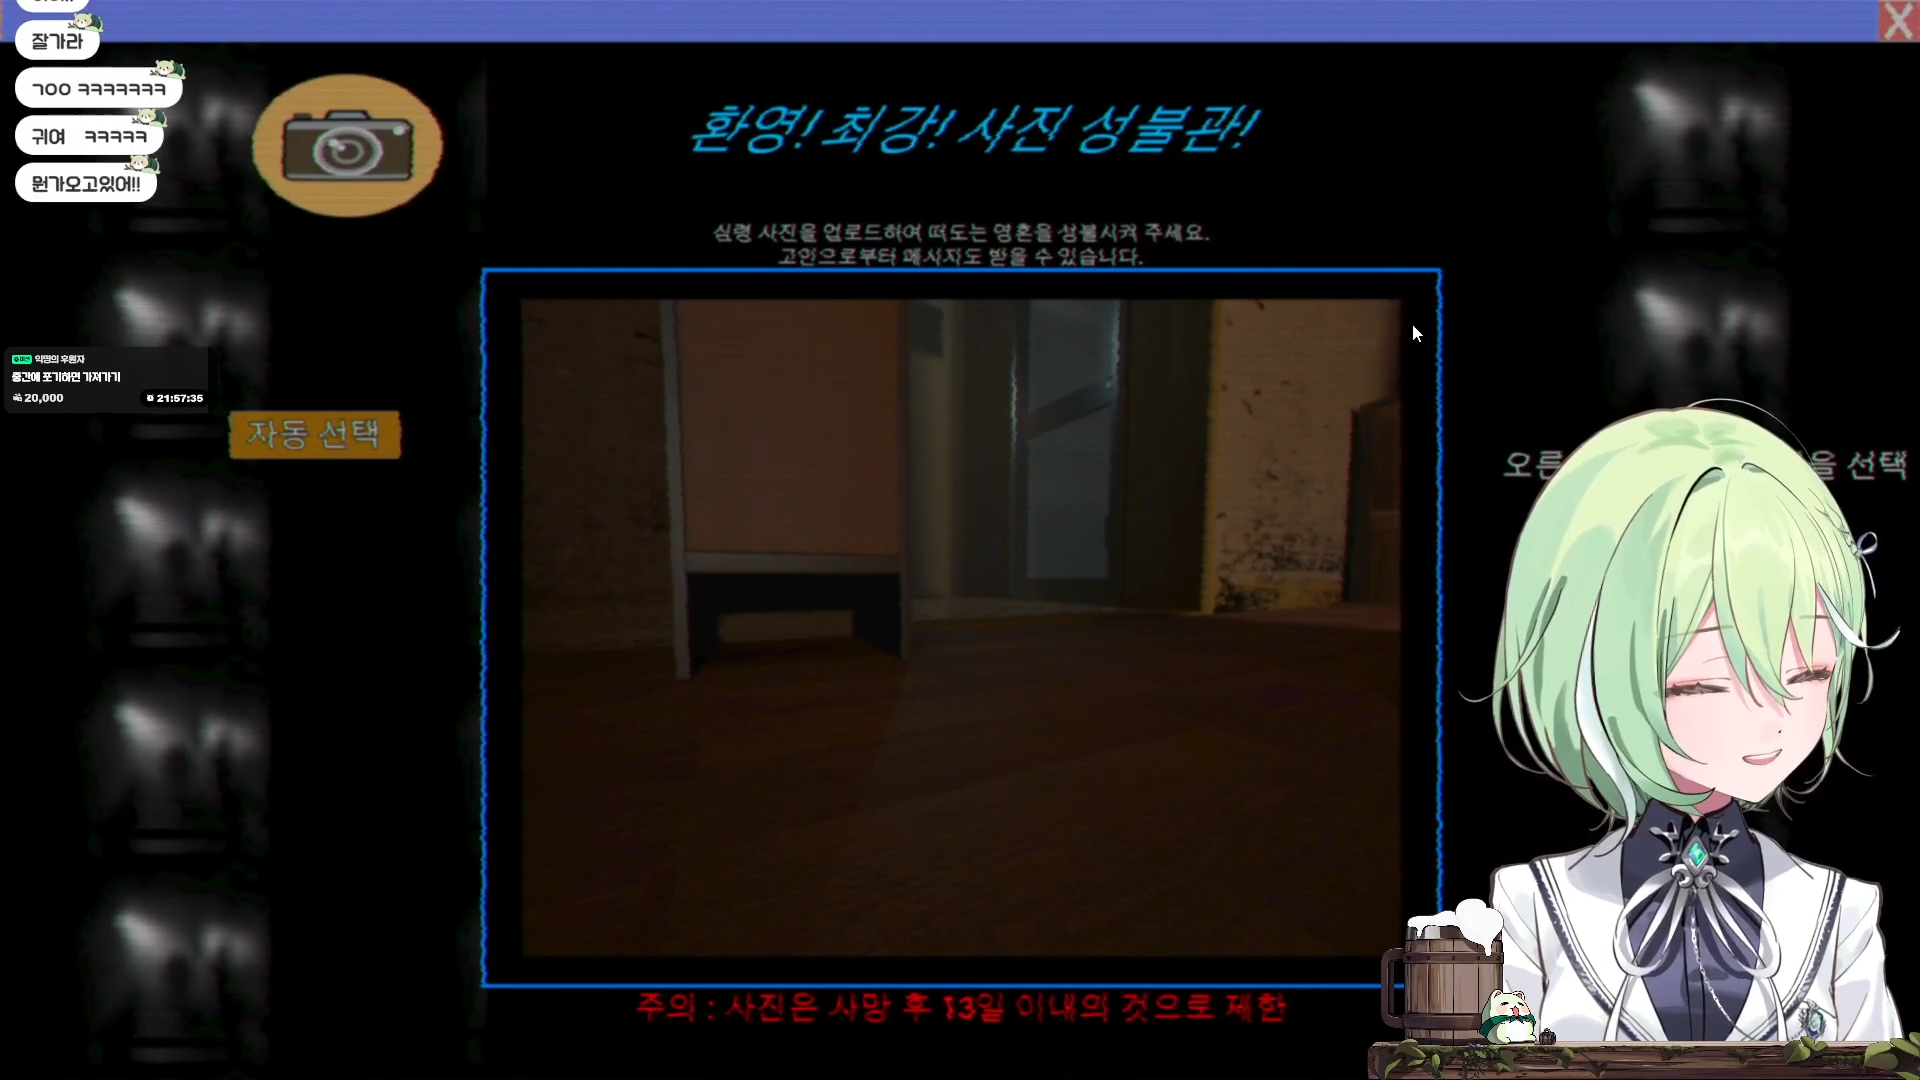 잘가라
ㄱㅇㅇ ㅋㅋㅋㅋㅋㅋㅋ
귀여 ㅋㅋㅋㅋㅋ
뭔가오고있어!!
환영! 최강! 사진 성불관!
심령 사진을 업로드하여 떠도는 영혼을 성불시켜 주세요.
고인으로부터 메시지도 받을 수 있습니다.
익명의 후원자
중간에 포기하면 가져가기
20,000
21:57:35
자동 선택
오른
을 선택
주의 : 사진은 사망 후 13일 이내의 것으로 제한